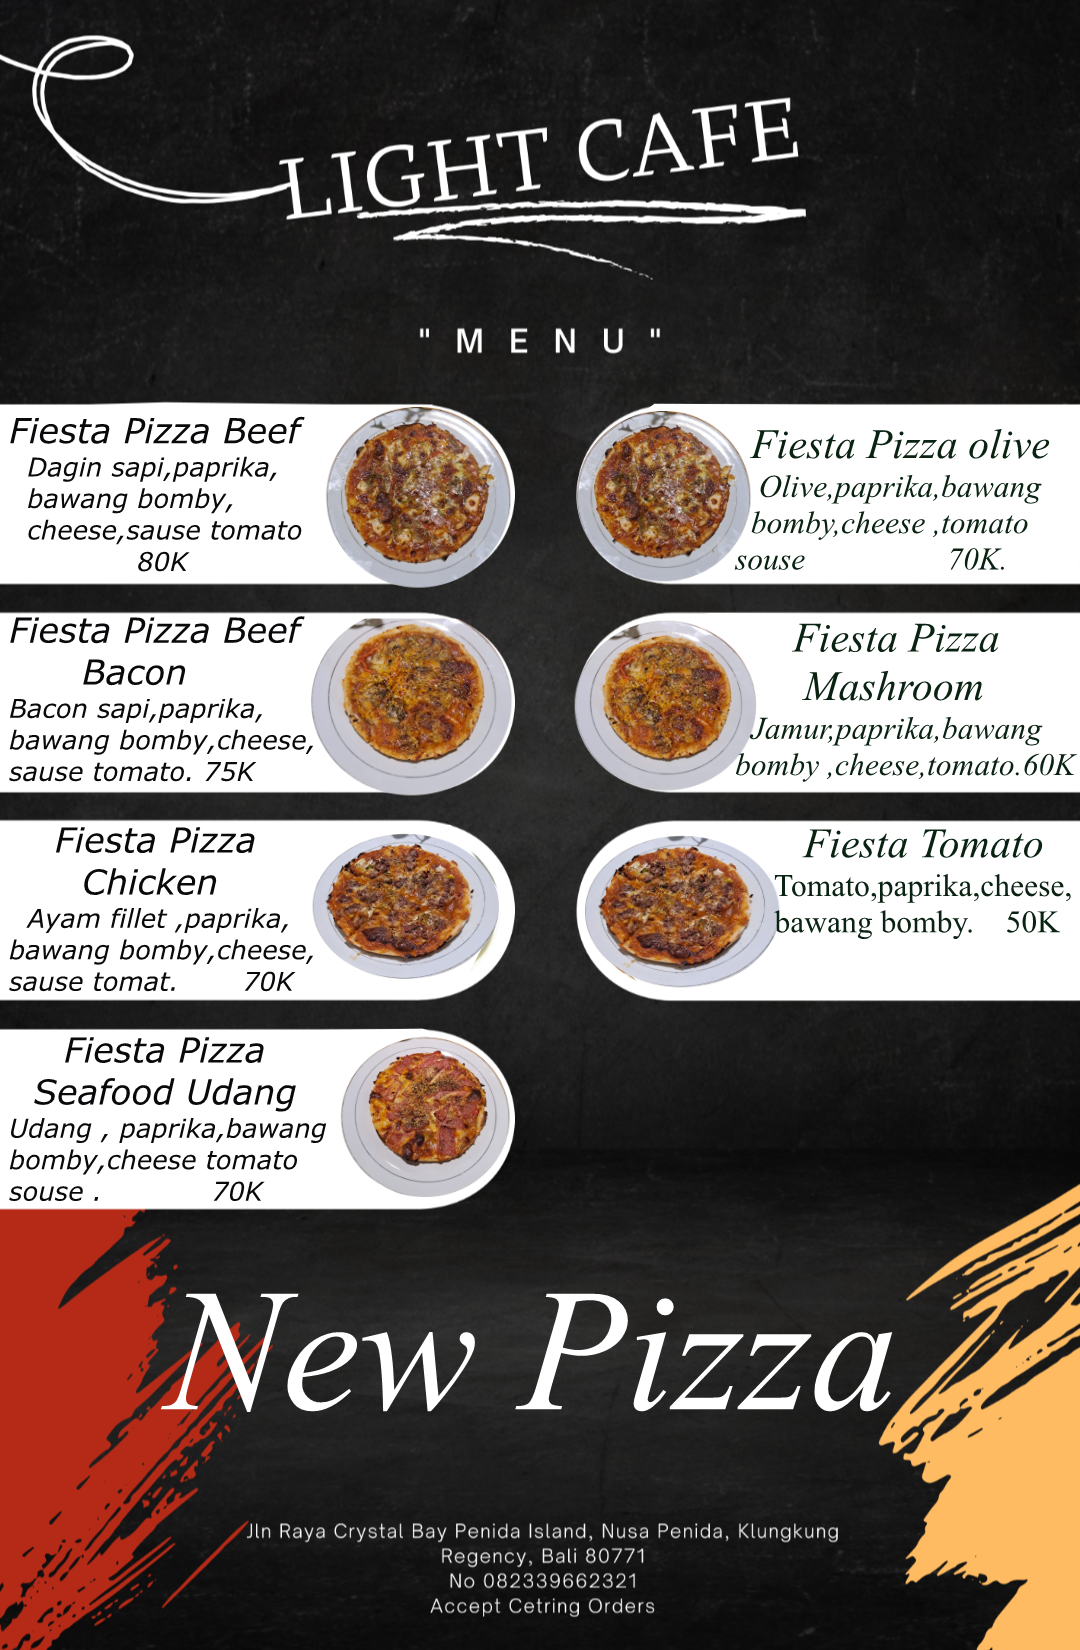 LIGHT CAFE
" M E N U "
Fiesta Pizza Beef
Dagin sapi,paprika,
bawang bomby,
cheese,sause tomato
80K
Fiesta Pizza Beef
Bacon
Bacon sapi,paprika,
bawang bomby,cheese,
sause tomato. 75K
Fiesta Pizza
Chicken
Ayam fillet ,paprika,
bawang bomby,cheese,
sause tomat. 70K
Fiesta Pizza
Seafood Udang
Udang , paprika,bawang
bomby,cheese tomato
souse . 70K
Fiesta Pizza olive
Olive,paprika,bawang
bomby,cheese ,tomato
souse 70K.
Fiesta Pizza
Mashroom
Jamur,paprika,bawang
bomby ,cheese,tomato.60K
Fiesta Tomato
Tomato,paprika,cheese,
bawang bomby. 50K
New Pizza
Jln Raya Crystal Bay Penida Island, Nusa Penida, Klungkung
Regency, Bali 80771
No 082339662321
Accept Cetring Orders